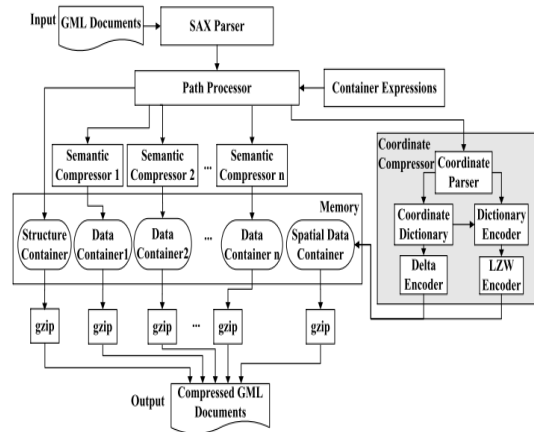 Input
GML Documents
SAX Parser
Path Processor
Container Expressions
Semantic
Compressor 1
Semantic
Compressor 2
...
Semantic
Compressor n
Coordinate
Compressor
Coordinate
Parser
Coordinate
Dictionary
Dictionary
Encoder
Delta
Encoder
LZW
Encoder
Memory
Structure
Container
Data
Container1
Data
Container2
...
Data
Container n
Spatial Data
Container
gzip
gzip
gzip
...
gzip
gzip
Output
Compressed GML
Documents